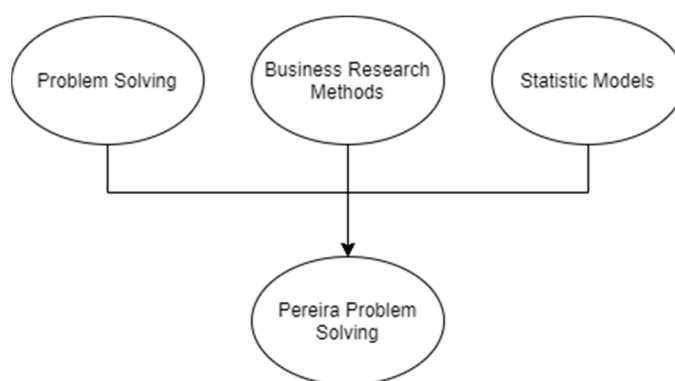 Problem Solving
Business Research
Methods
Statistic Models
Pereira Problem
Solving